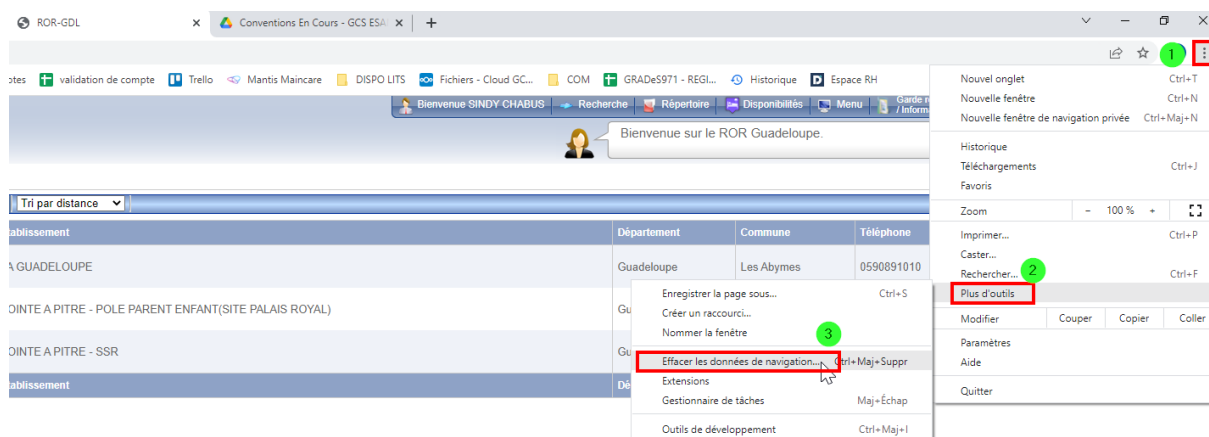 ROR-GDL
Conventions En Cours - GCS ESA
1
otes validation de compte Trello Mantis Maincare DISPO LITS Fichiers - Cloud GC... COM GRADeS971 - REGI... Historique Espace RH
Bienvenue SINDY CHABUS Recherche Répertoire Disponibilités Menu Garde
/ Inform
Bienvenue sur le ROR Guadeloupe.
Tri par distance
tablissement Département Commune Téléphone
A GUADELOUPE Guadeloupe Les Abymes 0590891010
OINTE A PITRE - POLE PARENT ENFANT(SITE PALAIS ROYAL) Gu
OINTE A PITRE - SSR Gu
tablissement Dé
Nouvel onglet Ctrl+T
Nouvelle fenêtre Ctrl+N
Nouvelle fenêtre de navigation privée Ctrl+Maj+N
Historique
Téléchargements Ctrl+J
Favoris
Zoom - 100 % +
Imprimer... Ctrl+P
Caster...
Rechercher... 2 Ctrl+F
Plus d'outils
Modifier Couper Copier Coller
Paramètres
Aide
Quitter
Enregistrer la page sous... Ctrl+S
Créer un raccourci...
Nommer la fenêtre
3
Effacer les données de navigation... Ctrl+Maj+Suppr
Extensions
Gestionnaire de tâches Maj+Échap
Outils de développement Ctrl+Maj+I